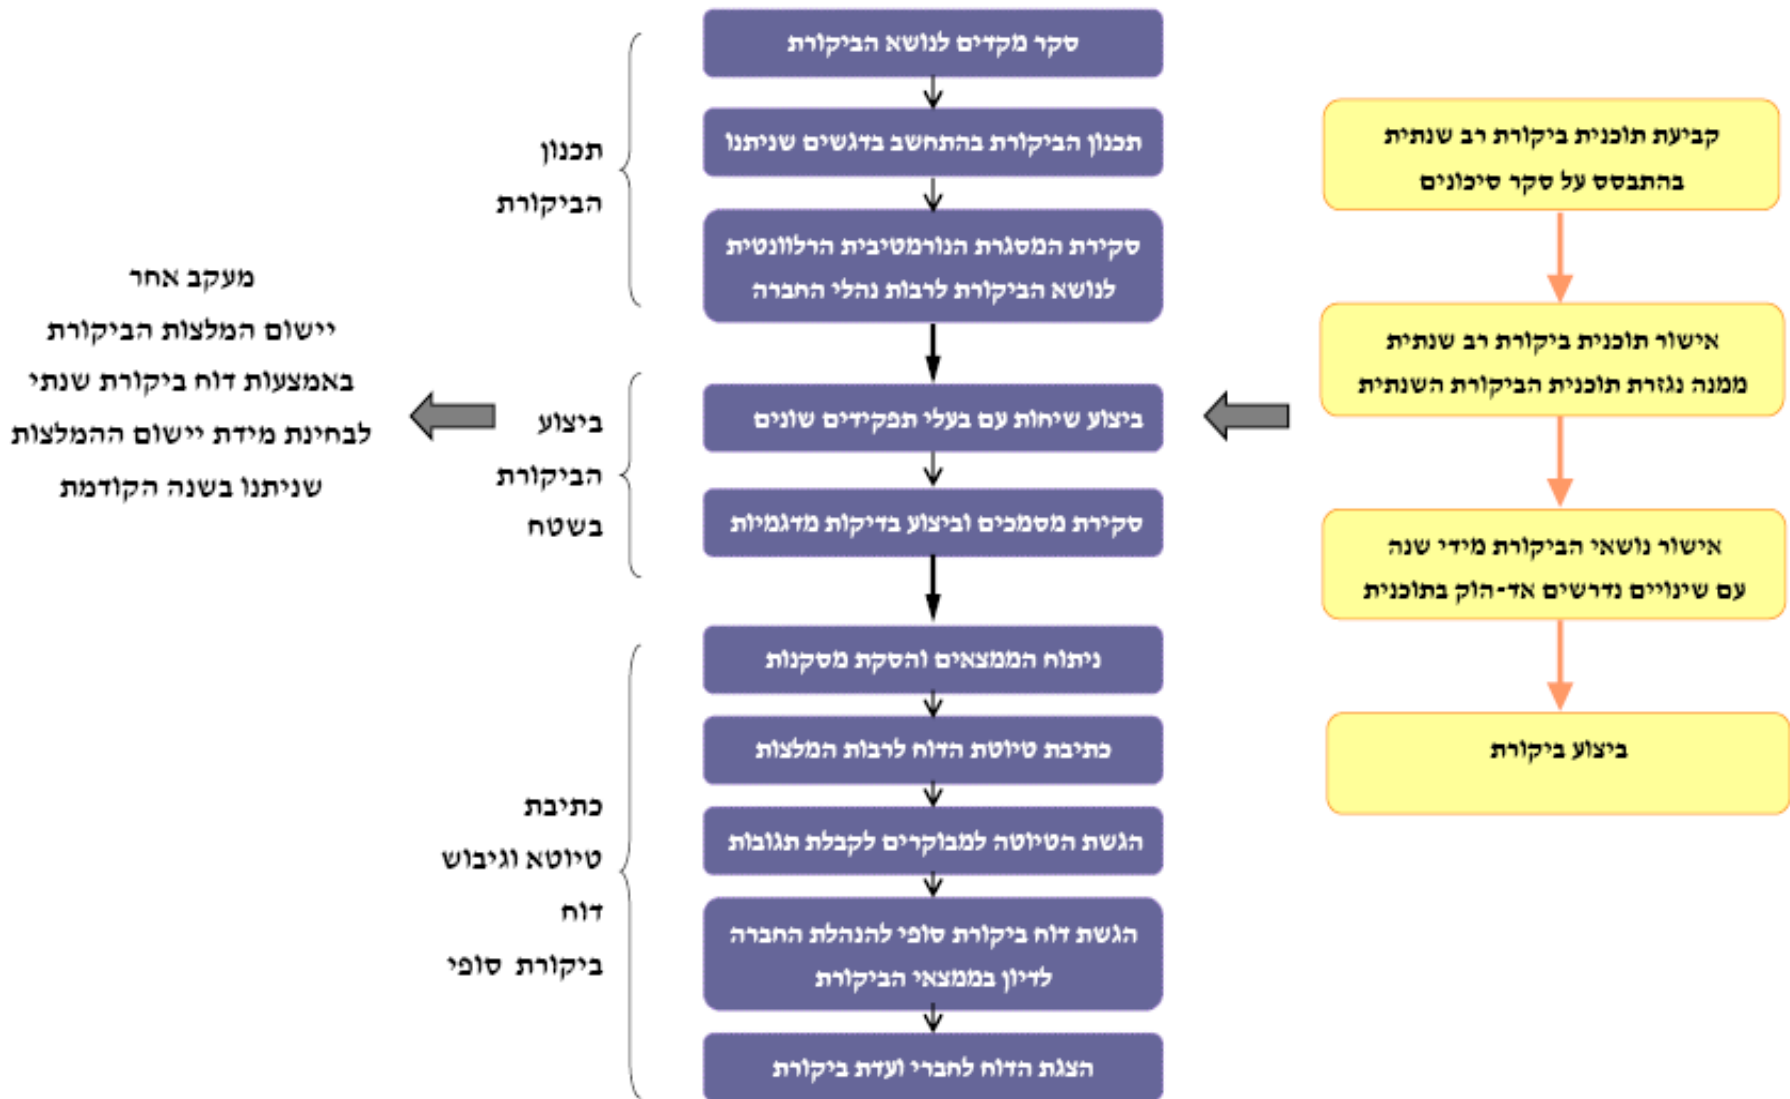 קביעת תוכנית ביקורת רב שנתית
בהתבסס על סקר סיכונים
אישור תוכנית ביקורת רב שנתית
ממנה נגזרת תוכנית הביקורת השנתית
אישור נושאי הביקורת מידי שנה
עם שינויים נדרשים אד-הוק בתוכנית
ביצוע ביקורת
סקר מקדים לנושא הביקורת
תכנון הביקורת בהתחשב בדגשים שניתנו
סקירת המסגרת הנורמטיבית הרלוונטית
לנושא הביקורת לרבות נהלי החברה
ביצוע שיחות עם בעלי תפקידים שונים
סקירת מסמכים וביצוע בדיקות מדגמיות
ניתוח הממצאים והסקת מסקנות
כתיבת טיוטת הדוח לרבות המלצות
הגשת הטיוטה למבוקרים לקבלת תגובות
הגשת דוח ביקורת סופי להנהלת החברה
לדיון בממצאי הביקורת
הצגת הדוח לחברי ועדת ביקורת
תכנון
הביקורת
ביצוע
הביקורת
בשטח
כתיבת
טיוטא וגיבוש
דוח
ביקורת סופי
מעקב אחר
יישום המלצות הביקורת
באמצעות דוח ביקורת שנתי
לבחינת מידת יישום ההמלצות
שניתנו בשנה הקודמת